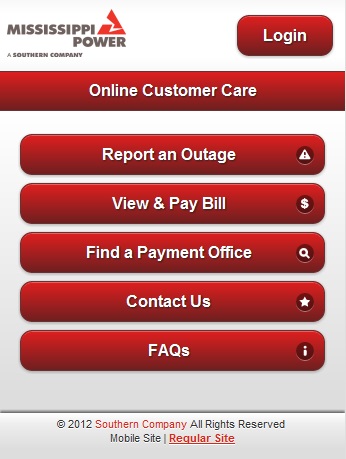 MISSISSIPPI
POWER
A SOUTHERN COMPANY
Login
Online Customer Care
Report an Outage
View & Pay Bill
$
Find a Payment Office
Contact Us
FAQs
i
© 2012 Southern Company All Rights Reserved
Mobile Site | Regular Site